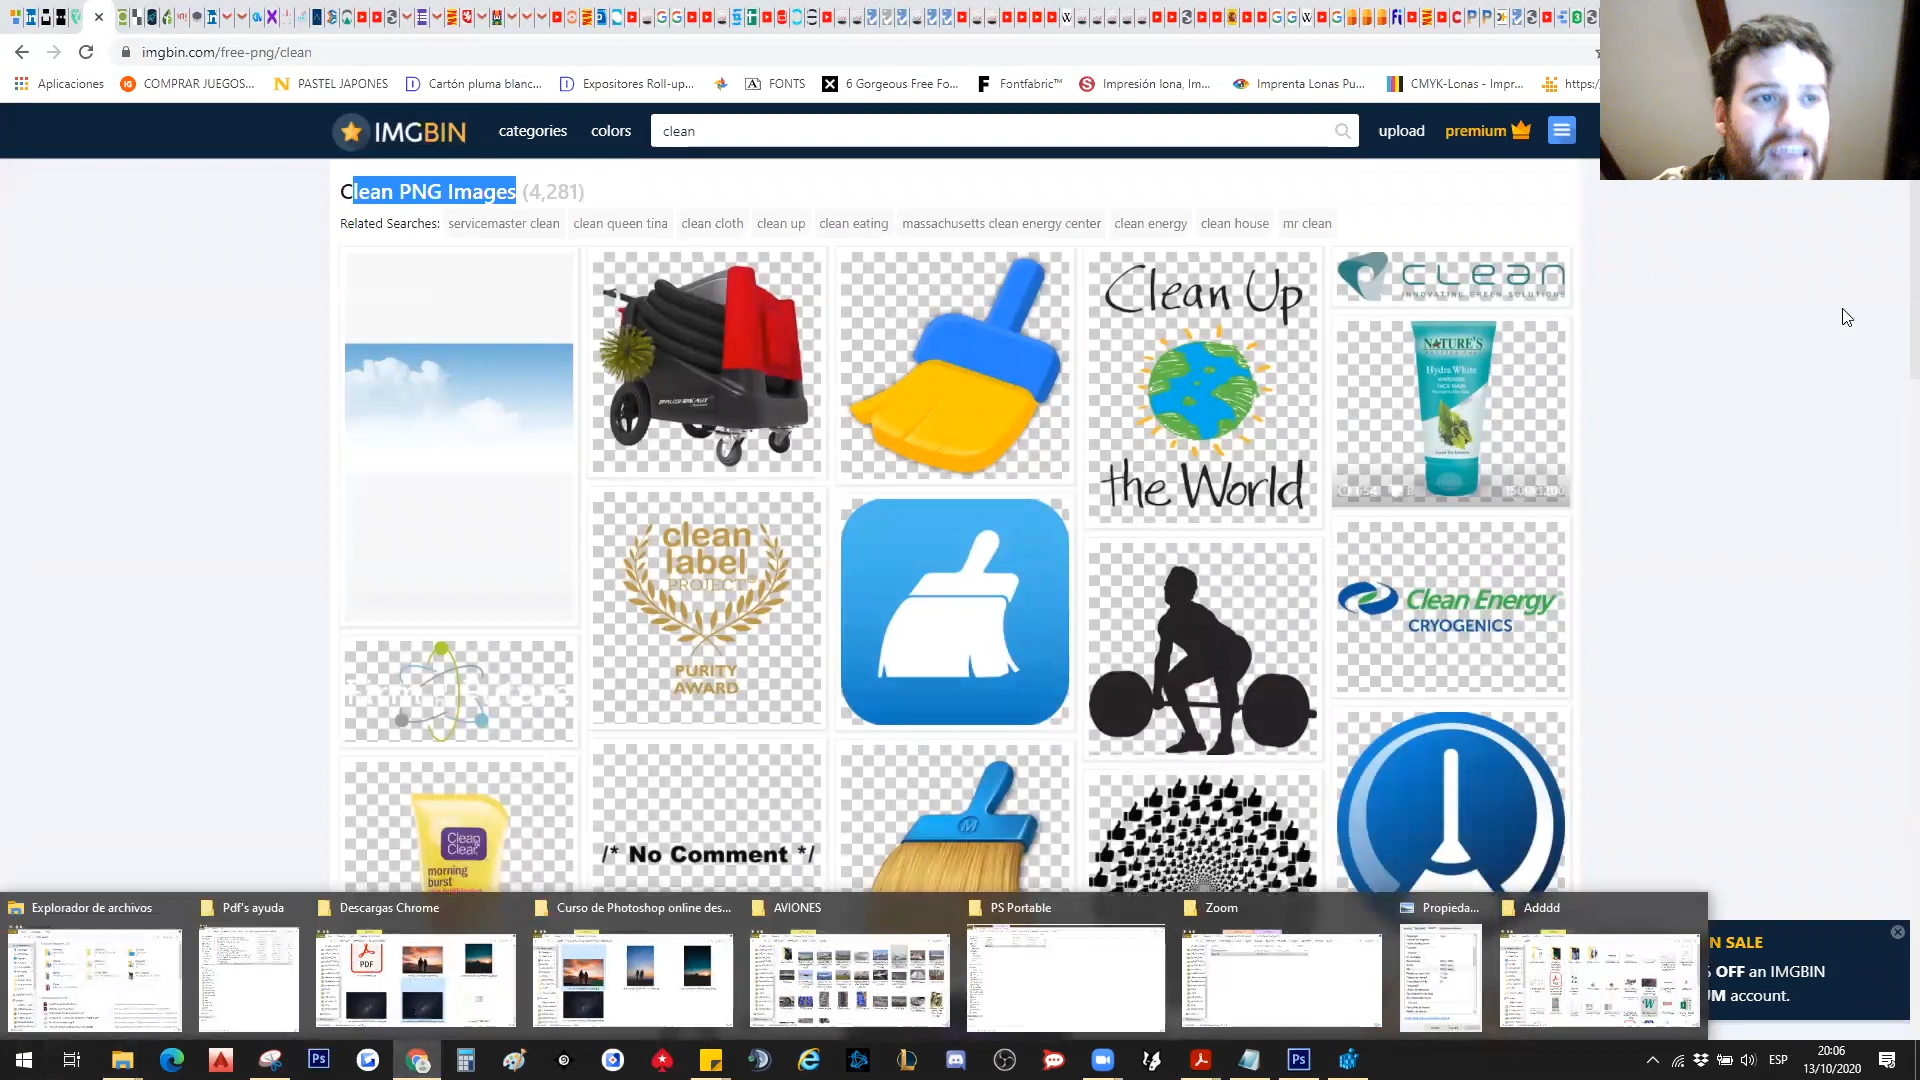 imgbin.com/free-png/clean
Aplicaciones
COMPRAR JUEGOS...
PASTEL JAPONES
Cartón pluma blanc...
Expositores Roll-up...
FONTS
6 Gorgeous Free Fo...
Fontfabric™
Impresión lona, Im...
Imprenta Lonas Pu...
CMYK-Lonas - Impr...
IMGBIN
categories
colors
clean
upload
premium
Clean PNG Images (4,281)
Related Searches: servicemaster clean clean queen tina clean cloth clean up clean eating massachusetts clean energy center clean energy clean house mr clean
Clean Up
the World
CLEAN
INNOVATING GREEN SOLUTIONS
NATURE'S
Hydra White
clean
label
PROJECT
PURITY
AWARD
Clean Energy
CRYOGENICS
Clean &
Clear
morning
burst
/* No Comment */
M
Explorador de archivos
Pdf's ayuda
Descargas Chrome
Curso de Photoshop online des...
AVIONES
PS Portable
Zoom
Propieda...
Adddd
PDF
N SALE
OFF an IMGBIN
UM account.
ESP
20:06
13/10/2020